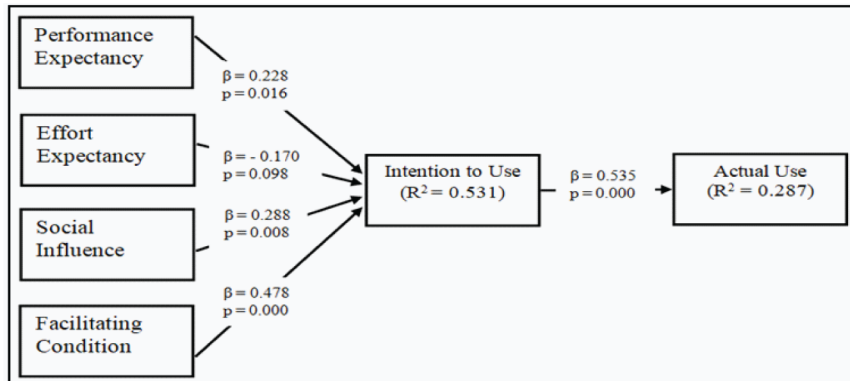 Performance
Expectancy
β = 0.228
p = 0.016
Effort
Expectancy
β = - 0.170
p = 0.098
Social
Influence
β = 0.288
p = 0.008
Facilitating
Condition
β = 0.478
p = 0.000
Intention to Use
(R² = 0.531)
β = 0.535
p = 0.000
Actual Use
(R² = 0.287)